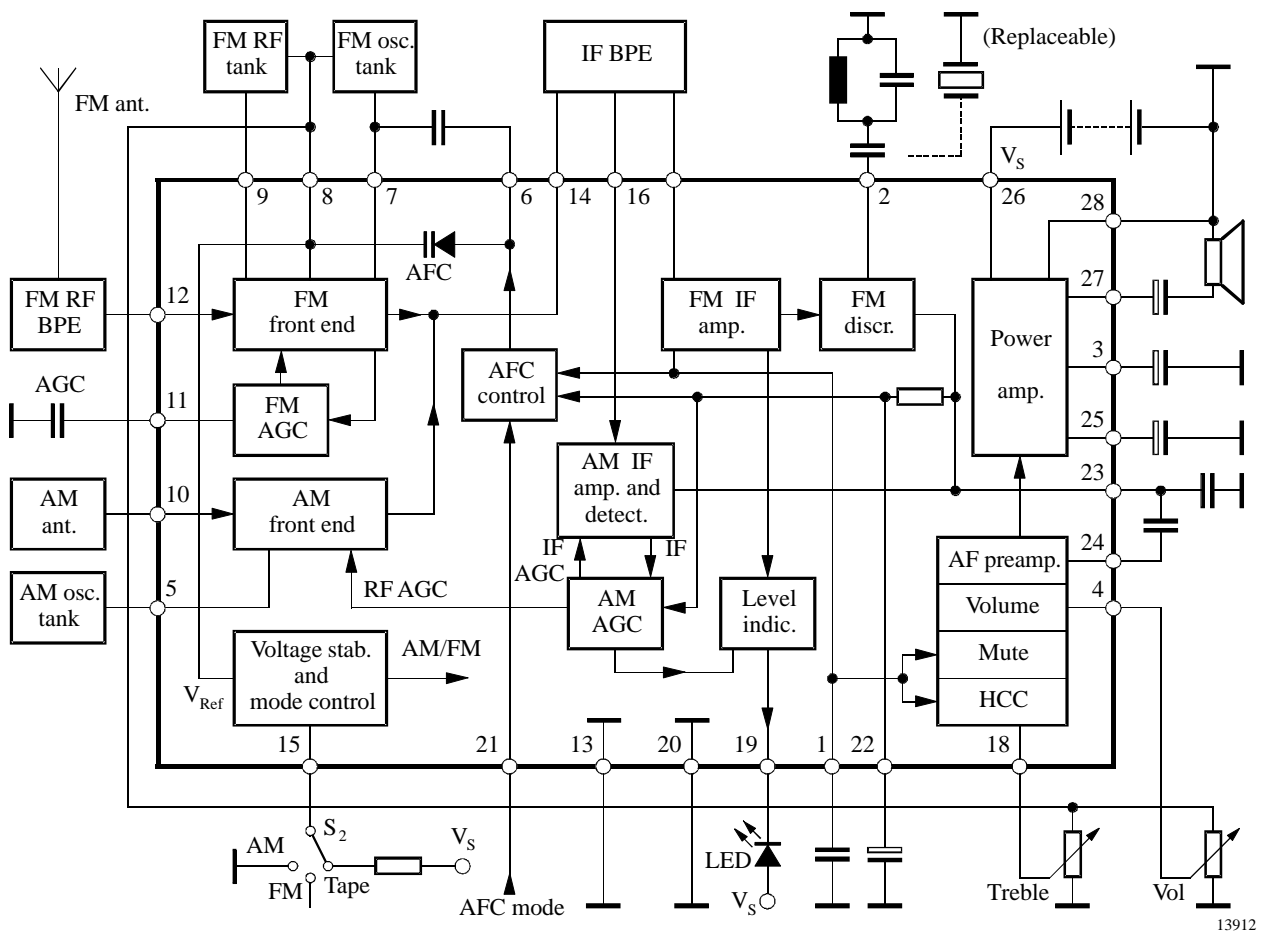 FM RF
tank
FM osc.
tank
IF BPE
(Replaceable)
FM ant.
V_S
9
8
7
6
14
16
2
26
28
AFC
FM RF
BPE
12
FM
front end
FM IF
amp.
FM
discr.
27
Power
amp.
3
AFC
control
AGC
11
FM
AGC
25
AM IF
amp. and
detect.
23
AM
ant.
10
AM
front end
IF
AGC
IF
24
AF preamp.
AM osc.
tank
5
RF AGC
AM
AGC
Level
indic.
4
Volume
Voltage stab.
and
mode control
AM/FM
Mute
V_Ref
HCC
15
21
13
20
19
1
22
18
S_2
AM
FM
Tape
V_S
AFC mode
LED
V_S
Treble
Vol
13912